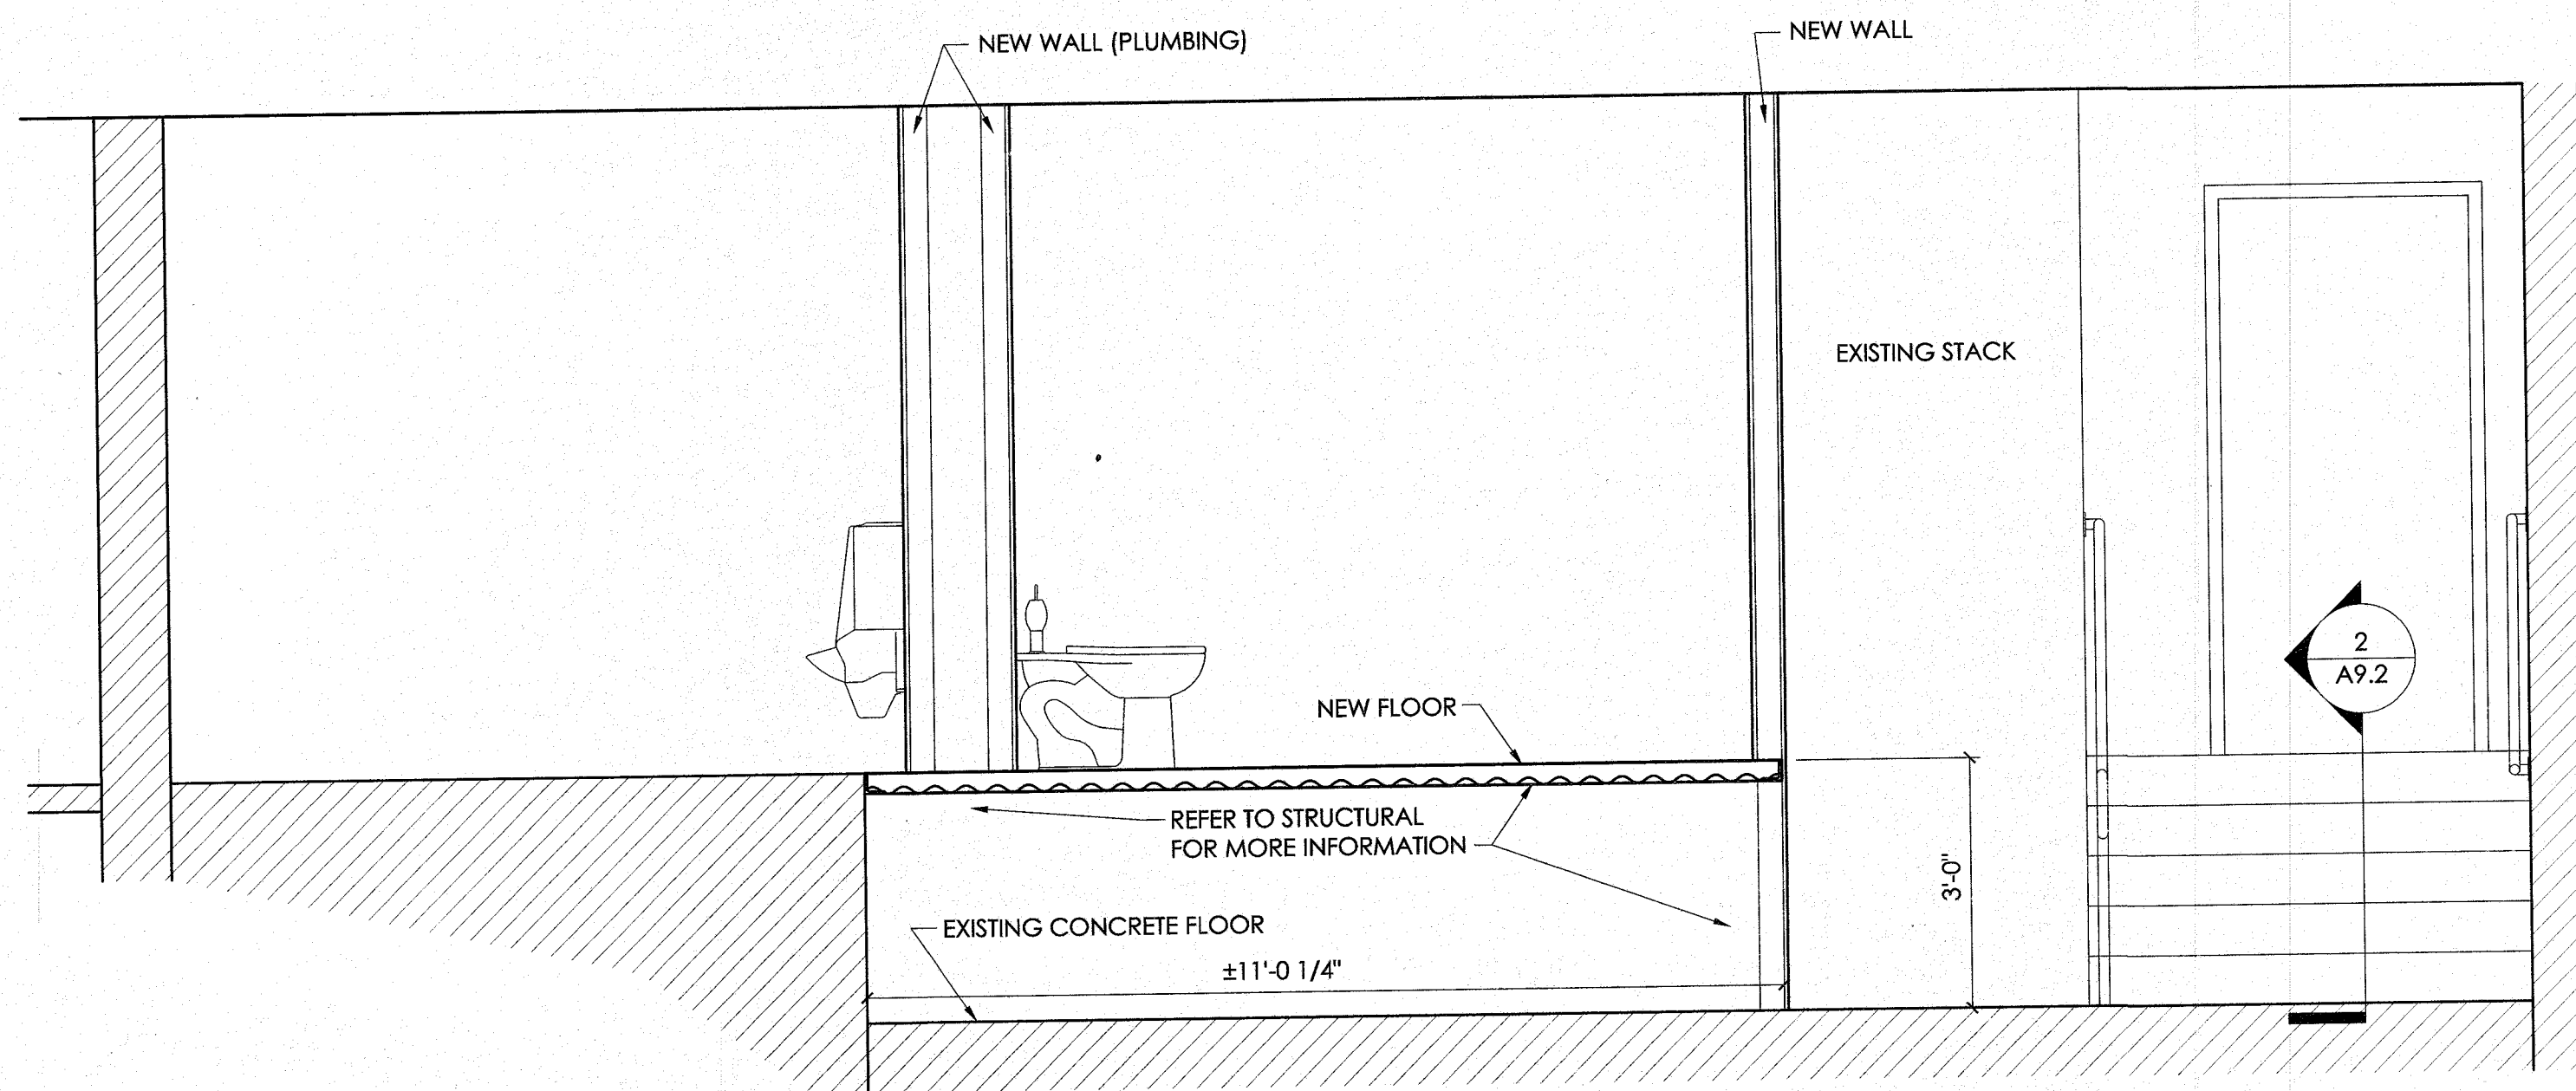 NEW WALL (PLUMBING)
NEW WALL
EXISTING STACK
2
A9.2
NEW FLOOR
REFER TO STRUCTURAL
FOR MORE INFORMATION
3'-0"
EXISTING CONCRETE FLOOR
±11'-0 1/4"